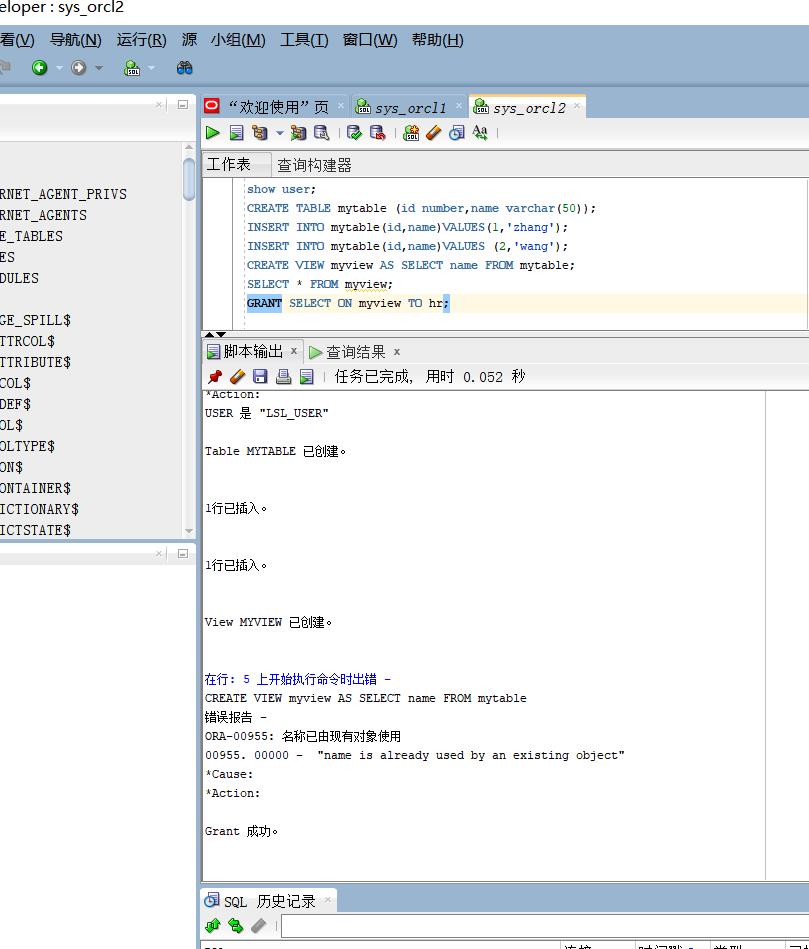 eloper : sys_orcl2
看(V) 导航(N) 运行(R) 源 小组(M) 工具(T) 窗口(W) 帮助(H)
“欢迎使用”页 sys_orcl1 sys_orcl2
工作表 查询构建器
RNET_AGENT_PRIVS
RNET_AGENTS
E_TABLES
ES
DULES
GE_SPILL$
TTRCOL$
TTRIBUTE$
COL$
DEF$
OL$
OLTYPE$
ON$
ONTAINER$
ICTIONARY$
ICTSTATE$
show user;
CREATE TABLE mytable (id number,name varchar(50));
INSERT INTO mytable(id,name)VALUES(1,'zhang');
INSERT INTO mytable(id,name)VALUES (2,'wang');
CREATE VIEW myview AS SELECT name FROM mytable;
SELECT * FROM myview;
GRANT SELECT ON myview TO hr;
脚本输出 x 查询结果 x
任务已完成, 用时 0.052 秒
*Action:
USER 是 "LSL_USER"
Table MYTABLE 已创建。
1行已插入。
1行已插入。
View MYVIEW 已创建。
在行: 5 上开始执行命令时出错 -
CREATE VIEW myview AS SELECT name FROM mytable
错误报告 -
ORA-00955: 名称已由现有对象使用
00955. 00000 - "name is already used by an existing object"
*Cause:
*Action:
Grant 成功。
SQL 历史记录